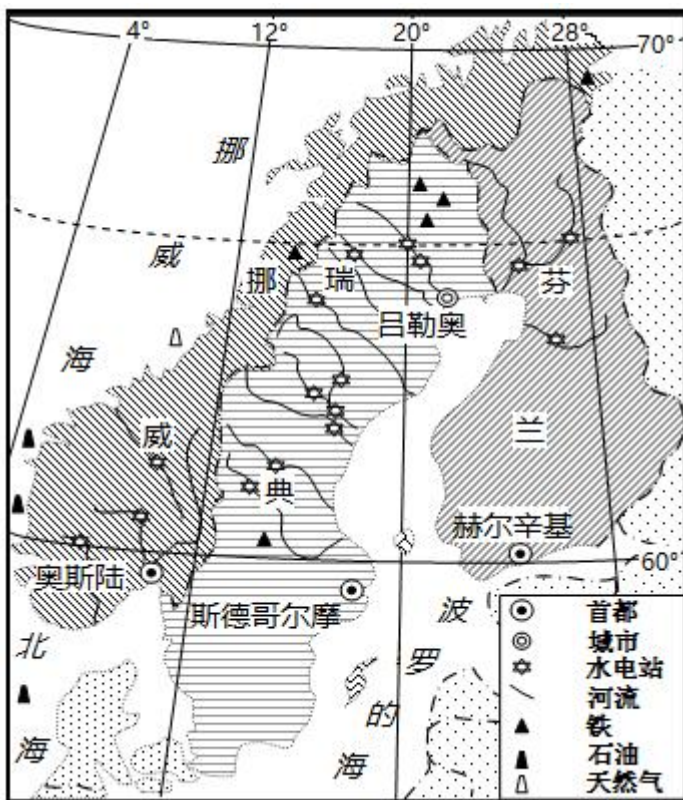 4°
12°
20°
28°
70°
挪
威
海
挪
瑞
芬
吕勒奥
威
典
兰
赫尔辛基
奥斯陆
60°
斯德哥尔摩
北
海
波
罗
的
海
首都
城市
水电站
河流
铁
石油
天然气